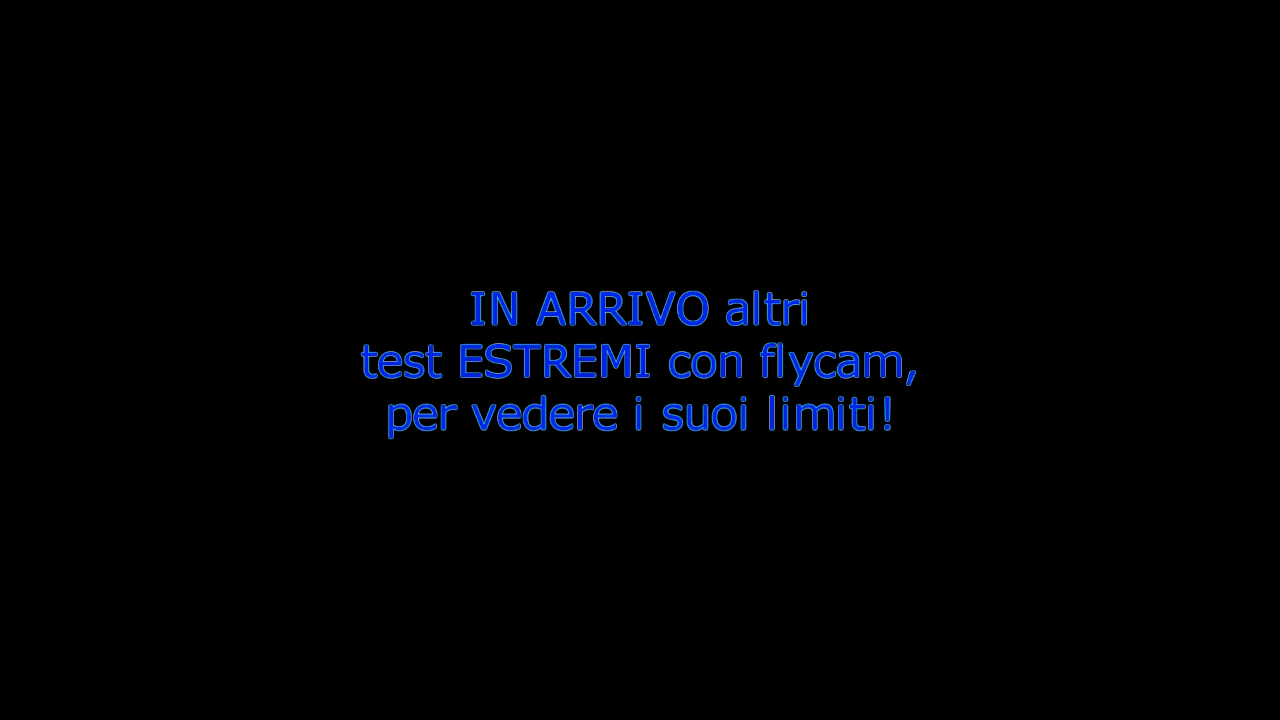 IN ARRIVO altri
test ESTREMI con flycam,
per vedere i suoi limiti!